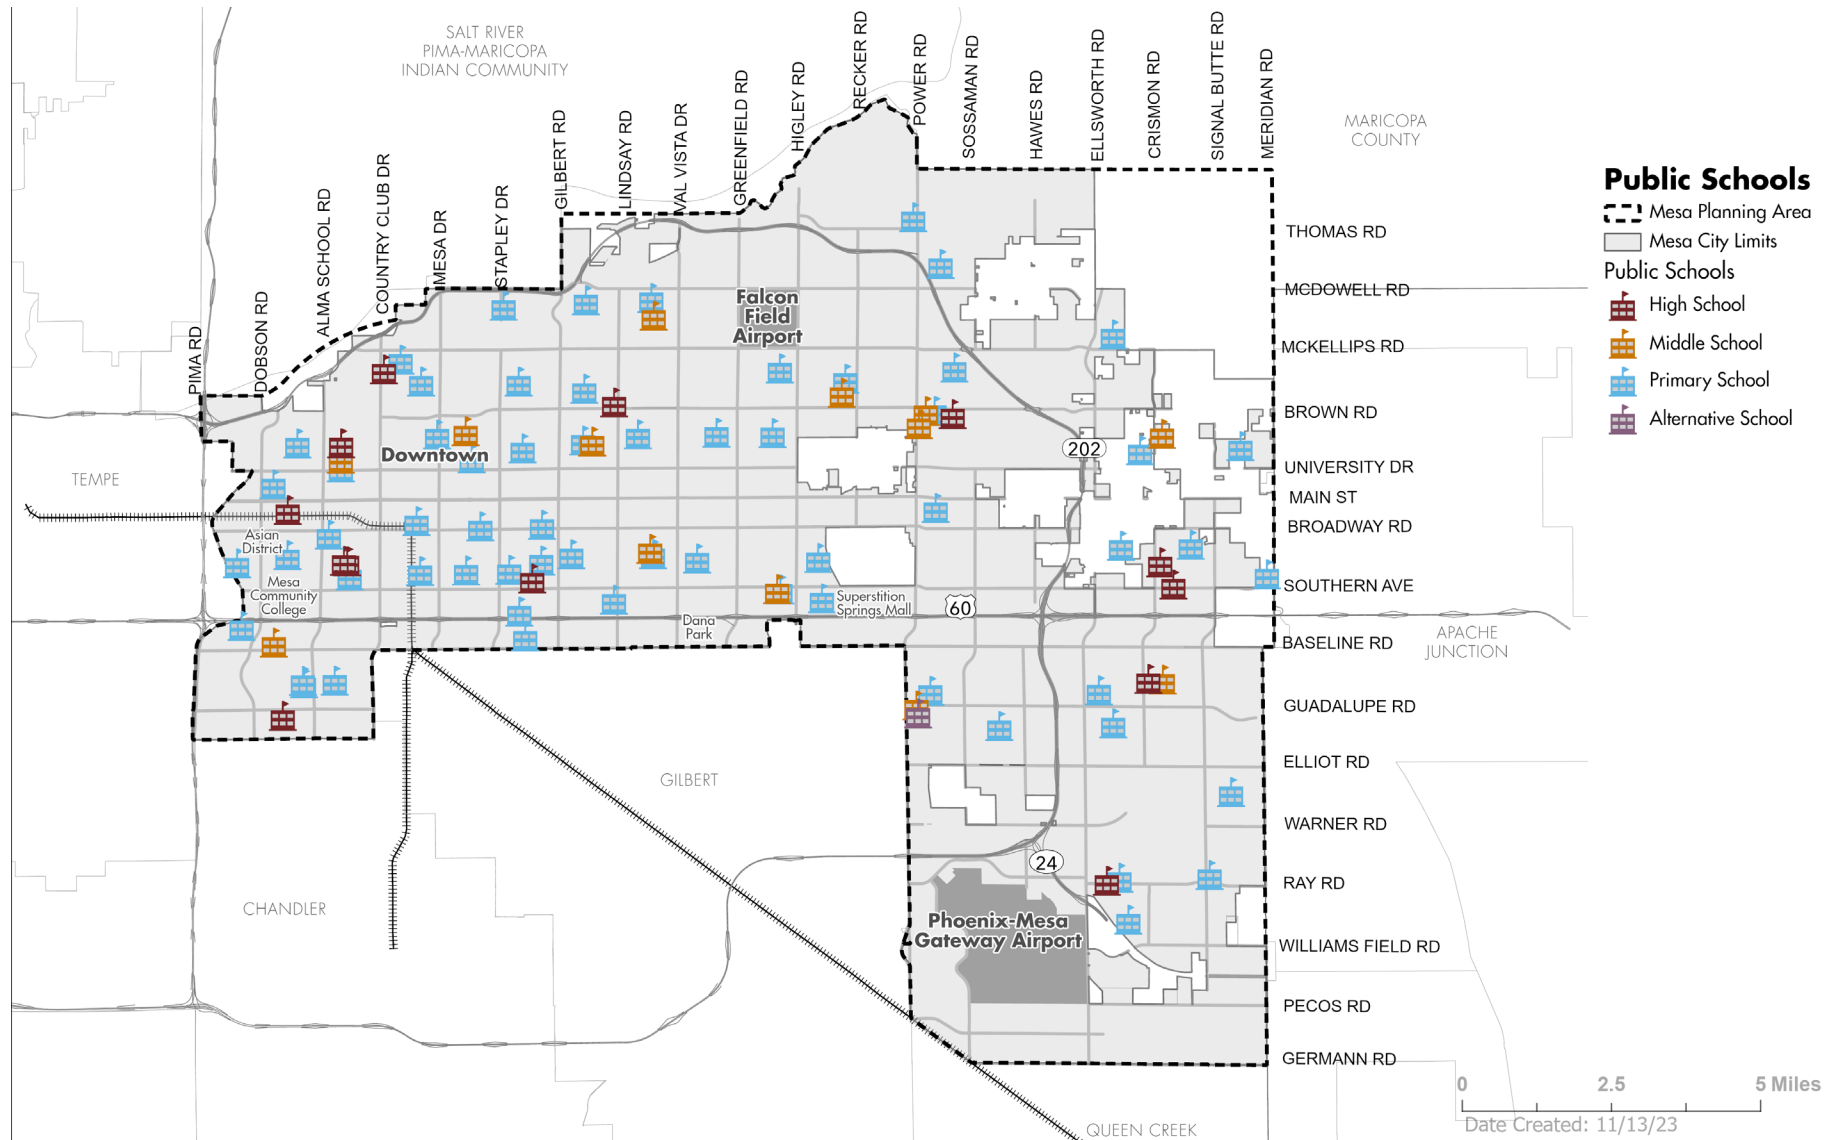 SALT RIVER
PIMA-MARICOPA
INDIAN COMMUNITY
PIMA RD
DOBSON RD
ALMA SCHOOL RD
COUNTRY CLUB DR
MESA DR
STAPLEY DR
GILBERT RD
LINDSAY RD
VAL VISTA DR
GREENFIELD RD
HIGLEY RD
RECKER RD
POWER RD
SOSSAMAN RD
HAWES RD
ELLSWORTH RD
CRISMON RD
SIGNAL BUTTE RD
MERIDIAN RD
MARICOPA
COUNTY
Public Schools
Mesa Planning Area
Mesa City Limits
Public Schools
High School
Middle School
Primary School
Alternative School
THOMAS RD
MCDOWELL RD
MCKELLIPS RD
BROWN RD
UNIVERSITY DR
MAIN ST
BROADWAY RD
SOUTHERN AVE
BASELINE RD
GUADALUPE RD
ELLIOT RD
WARNER RD
RAY RD
WILLIAMS FIELD RD
PECOS RD
GERMANN RD
Falcon
Field
Airport
Downtown
202
TEMPE
Asian
District
Mesa
Community
College
Superstition
Springs Mall
60
Dana
Park
APACHE
JUNCTION
GILBERT
CHANDLER
24
Phoenix-Mesa
Gateway Airport
QUEEN CREEK
0 2.5 5 Miles
Date Created: 11/13/23